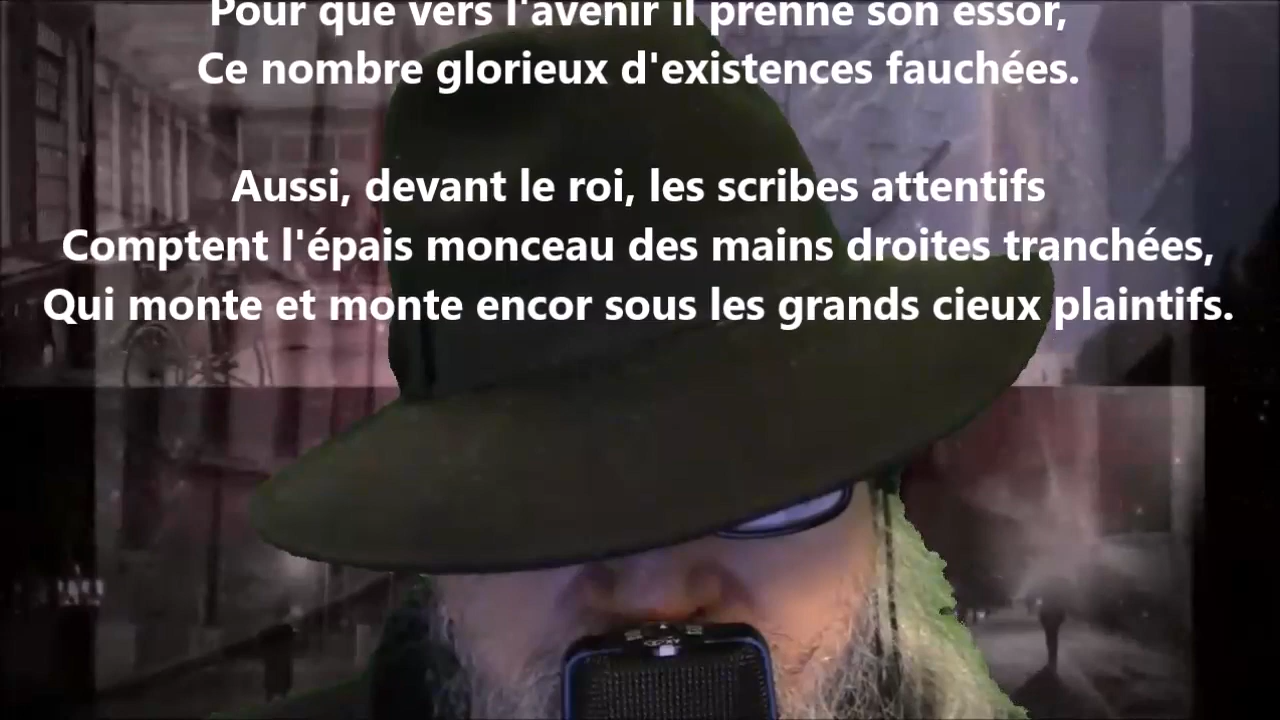 Pour que vers l'avenir il prenne son essor,
Ce nombre glorieux d'existences fauchées.
Aussi, devant le roi, les scribes attentifs
Comptent l'épais monceau des mains droites tranchées,
Qui monte et monte encor sous les grands cieux plaintifs.